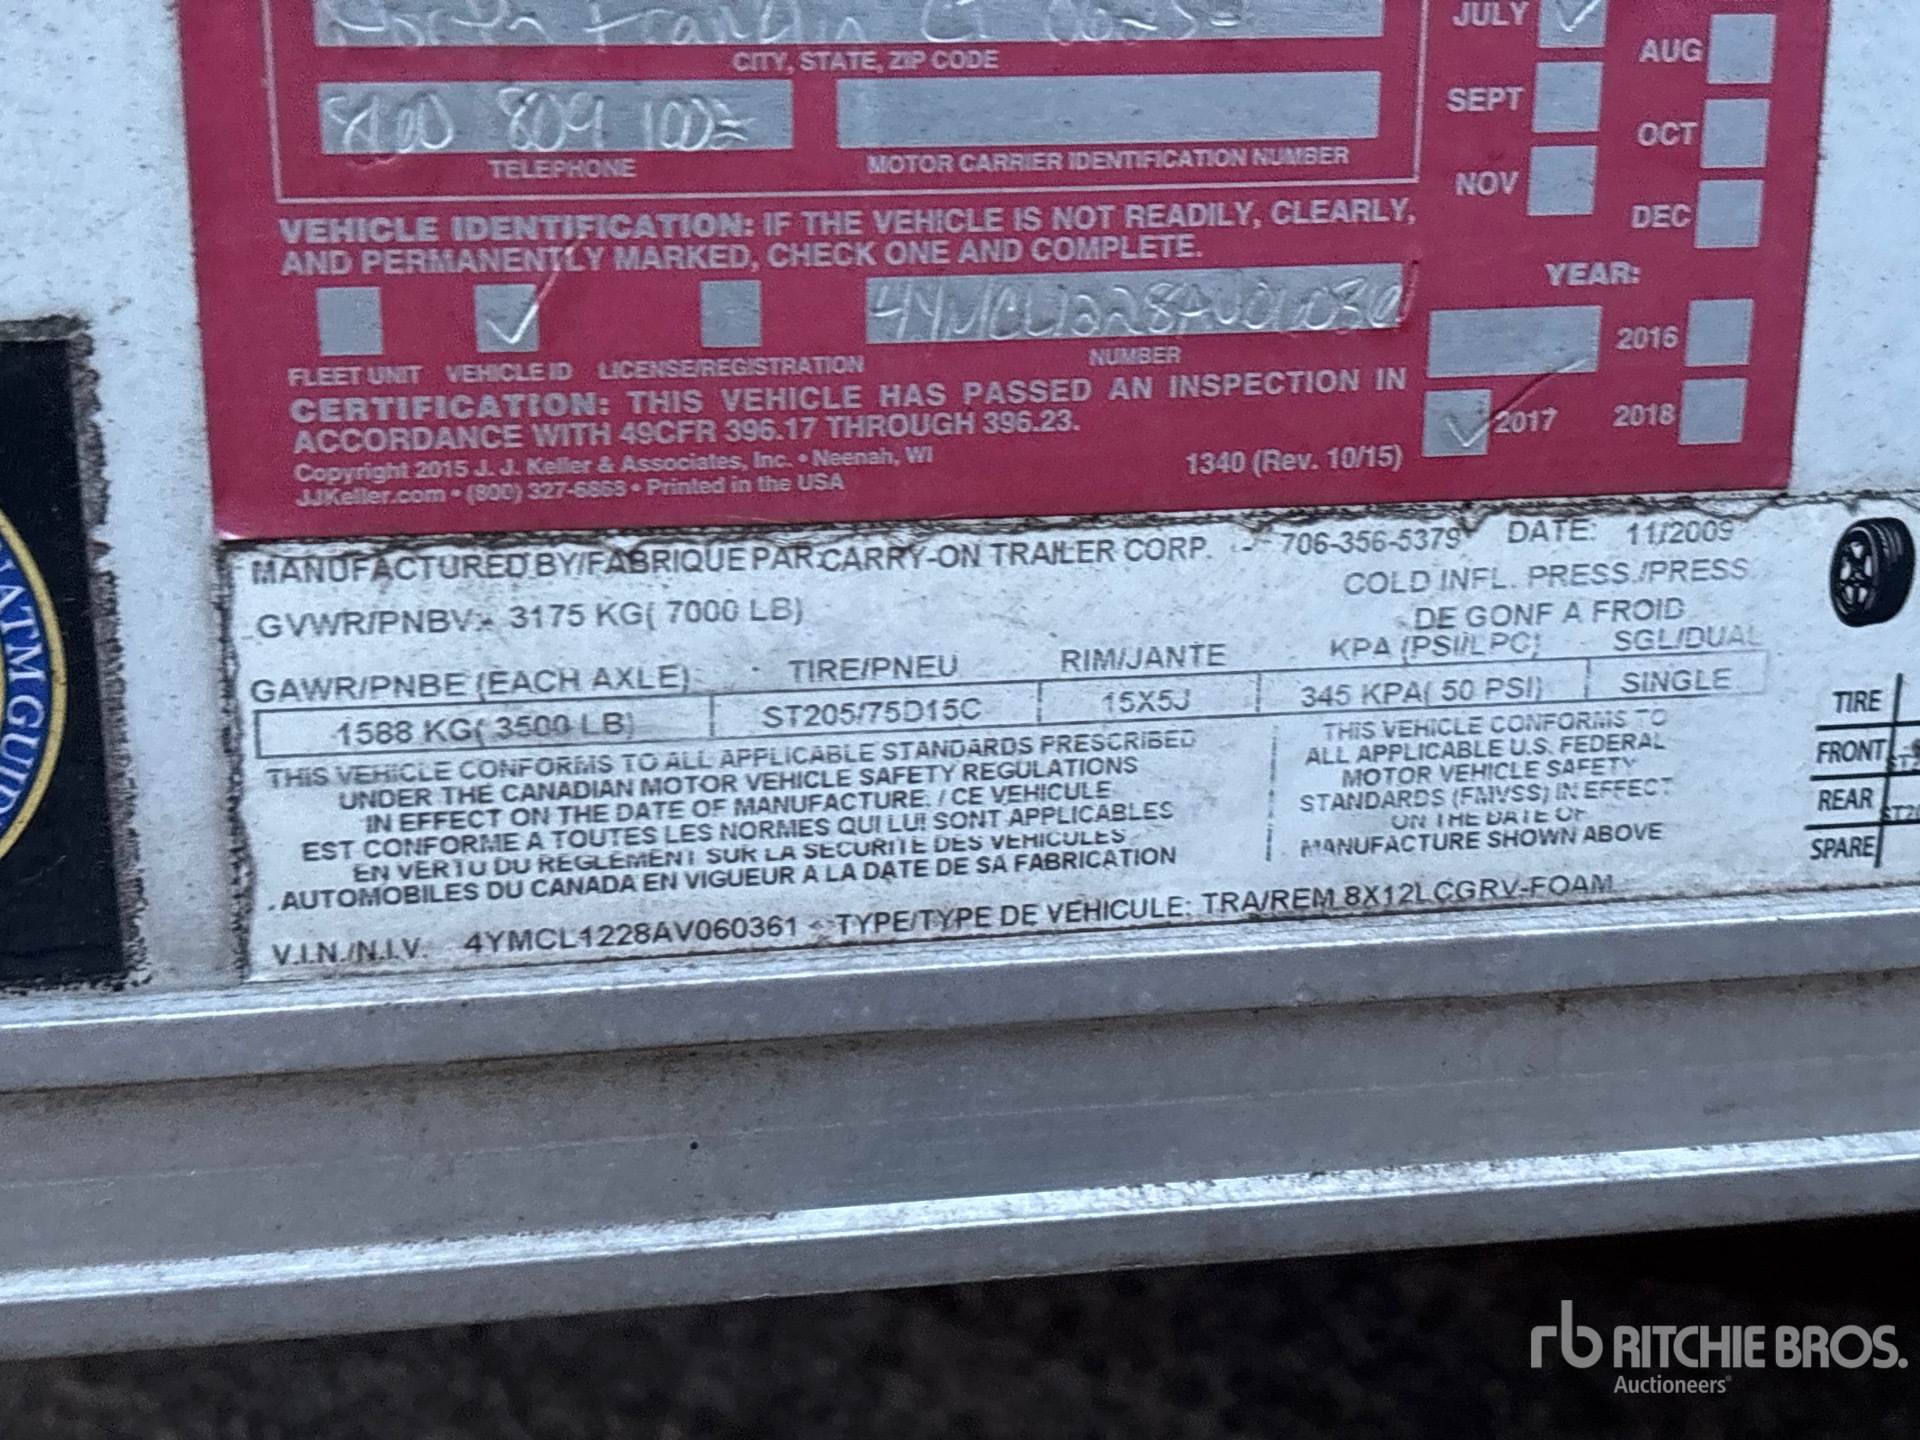 North Franklin CT
CITY, STATE, ZIP CODE
TELEPHONE
MOTOR CARRIER IDENTIFICATION NUMBER
JULY
AUG
SEPT
OCT
NOV
DEC
VEHICLE IDENTIFICATION: IF THE VEHICLE IS NOT READILY, CLEARLY,
AND PERMANENTLY MARKED, CHECK ONE AND COMPLETE.
FLEET UNIT VEHICLE ID LICENSE/REGISTRATION
NUMBER
YEAR:
2016
2017
2018
CERTIFICATION: THIS VEHICLE HAS PASSED AN INSPECTION IN
ACCORDANCE WITH 49CFR 396.17 THROUGH 396.23.
Copyright 2015 J. J. Keller & Associates, Inc. • Neenah, WI
JJKeller.com • (800) 327-6868 • Printed in the USA
1340 (Rev. 10/15)
MANUFACTURED BY/FABRIQUE PAR:CARRY-ON TRAILER CORP. - 706-356-5379 DATE: 11/2009
GVWR/PNBV: 3175 KG( 7000 LB)
COLD INFL. PRESS./PRESS.
DE GONF A FROID
GAWR/PNBE (EACH AXLE) TIRE/PNEU RIM/JANTE KPA (PSI/LPC) SGL/DUAL
1588 KG( 3500 LB) ST205/75D15C 15X5J 345 KPA( 50 PSI) SINGLE
THIS VEHICLE CONFORMS TO ALL APPLICABLE STANDARDS PRESCRIBED
UNDER THE CANADIAN MOTOR VEHICLE SAFETY REGULATIONS
IN EFFECT ON THE DATE OF MANUFACTURE. / CE VEHICULE
EST CONFORME A TOUTES LES NORMES QUI LUI SONT APPLICABLES
EN VERTU DU REGLEMENT SUR LA SECURITE DES VEHICULES
AUTOMOBILES DU CANADA EN VIGUEUR A LA DATE DE SA FABRICATION
THIS VEHICLE CONFORMS TO
ALL APPLICABLE U.S. FEDERAL
MOTOR VEHICLE SAFETY
STANDARDS (FMVSS) IN EFFECT
ON THE DATE OF
MANUFACTURE SHOWN ABOVE
V.I.N./N.I.V. 4YMCL1228AV060361 TYPE/TYPE DE VEHICULE: TRA/REM 8X12LCGRV-FOAM
TIRE
FRONT
REAR
SPARE
rb RITCHIE BROS.
Auctioneers